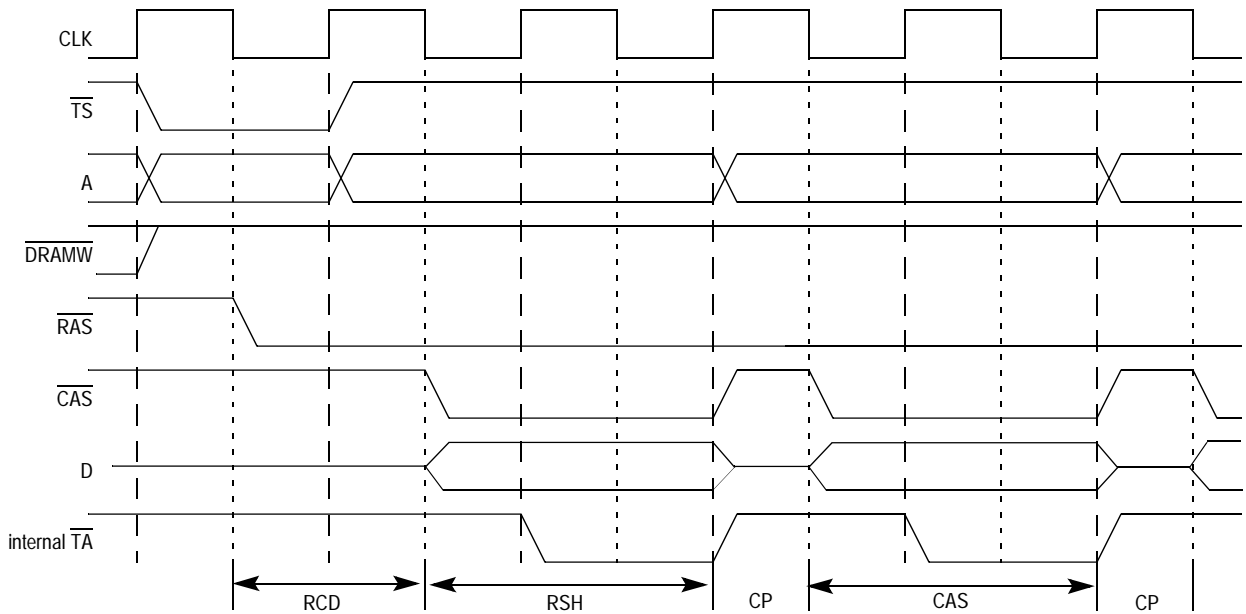 CLK
TS
A
DRAMW
RAS
CAS
D
internal TA
RCD RSH CP CAS CP